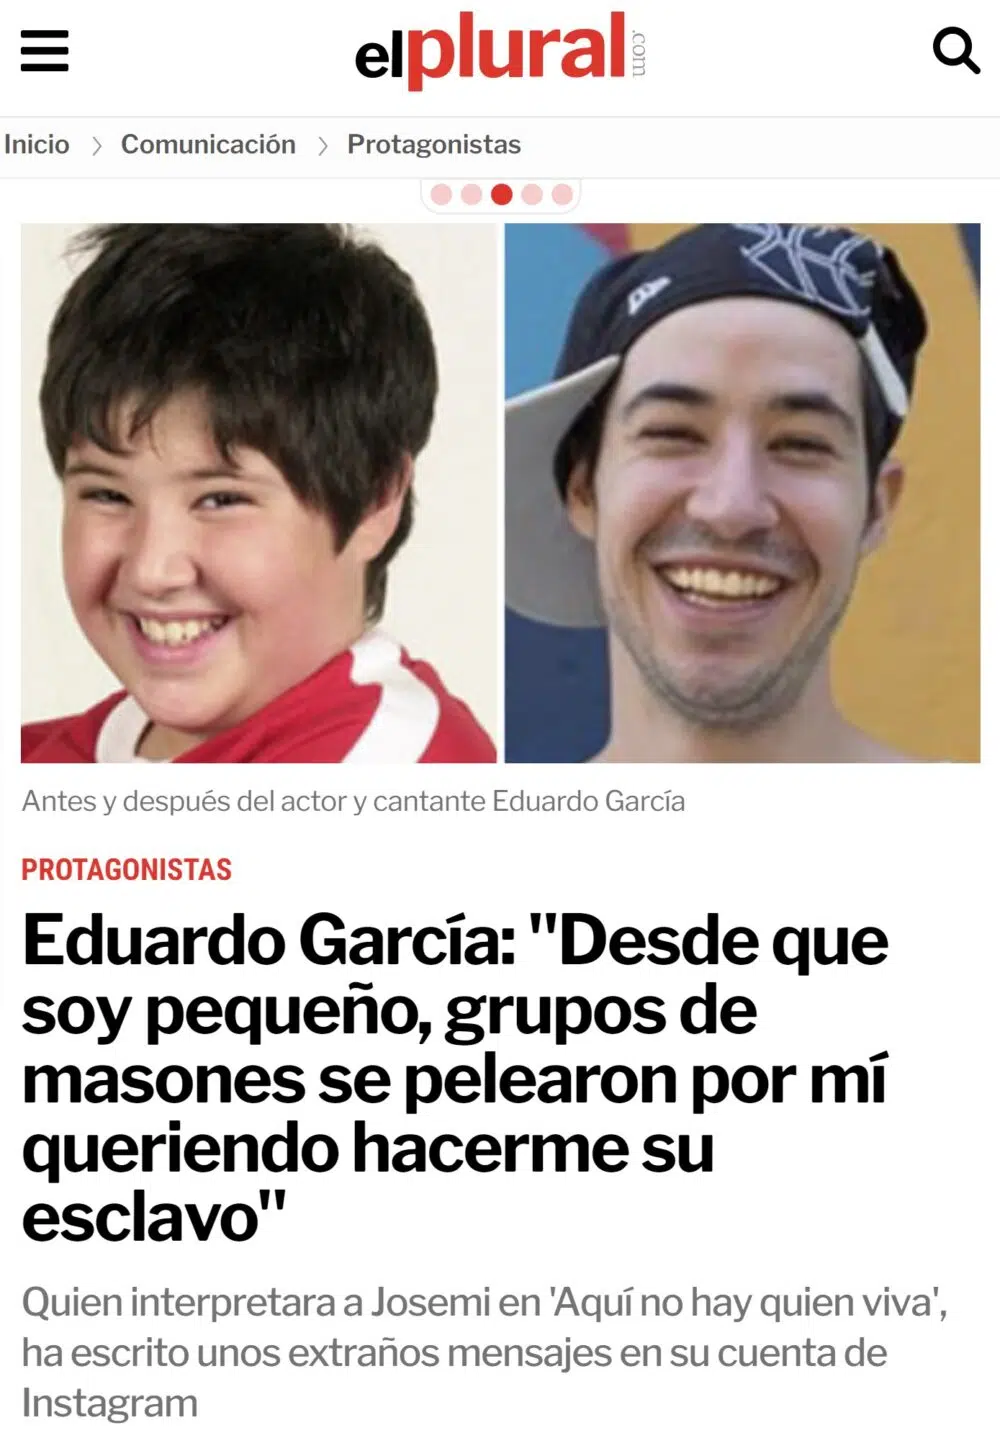 elplural.com
Inicio > Comunicación > Protagonistas
Antes y después del actor y cantante Eduardo García
PROTAGONISTAS
Eduardo García: "Desde que
soy pequeño, grupos de
masones se pelearon por mí
queriendo hacerme su
esclavo"
Quien interpretara a Josemi en 'Aquí no hay quien viva',
ha escrito unos extraños mensajes en su cuenta de
Instagram